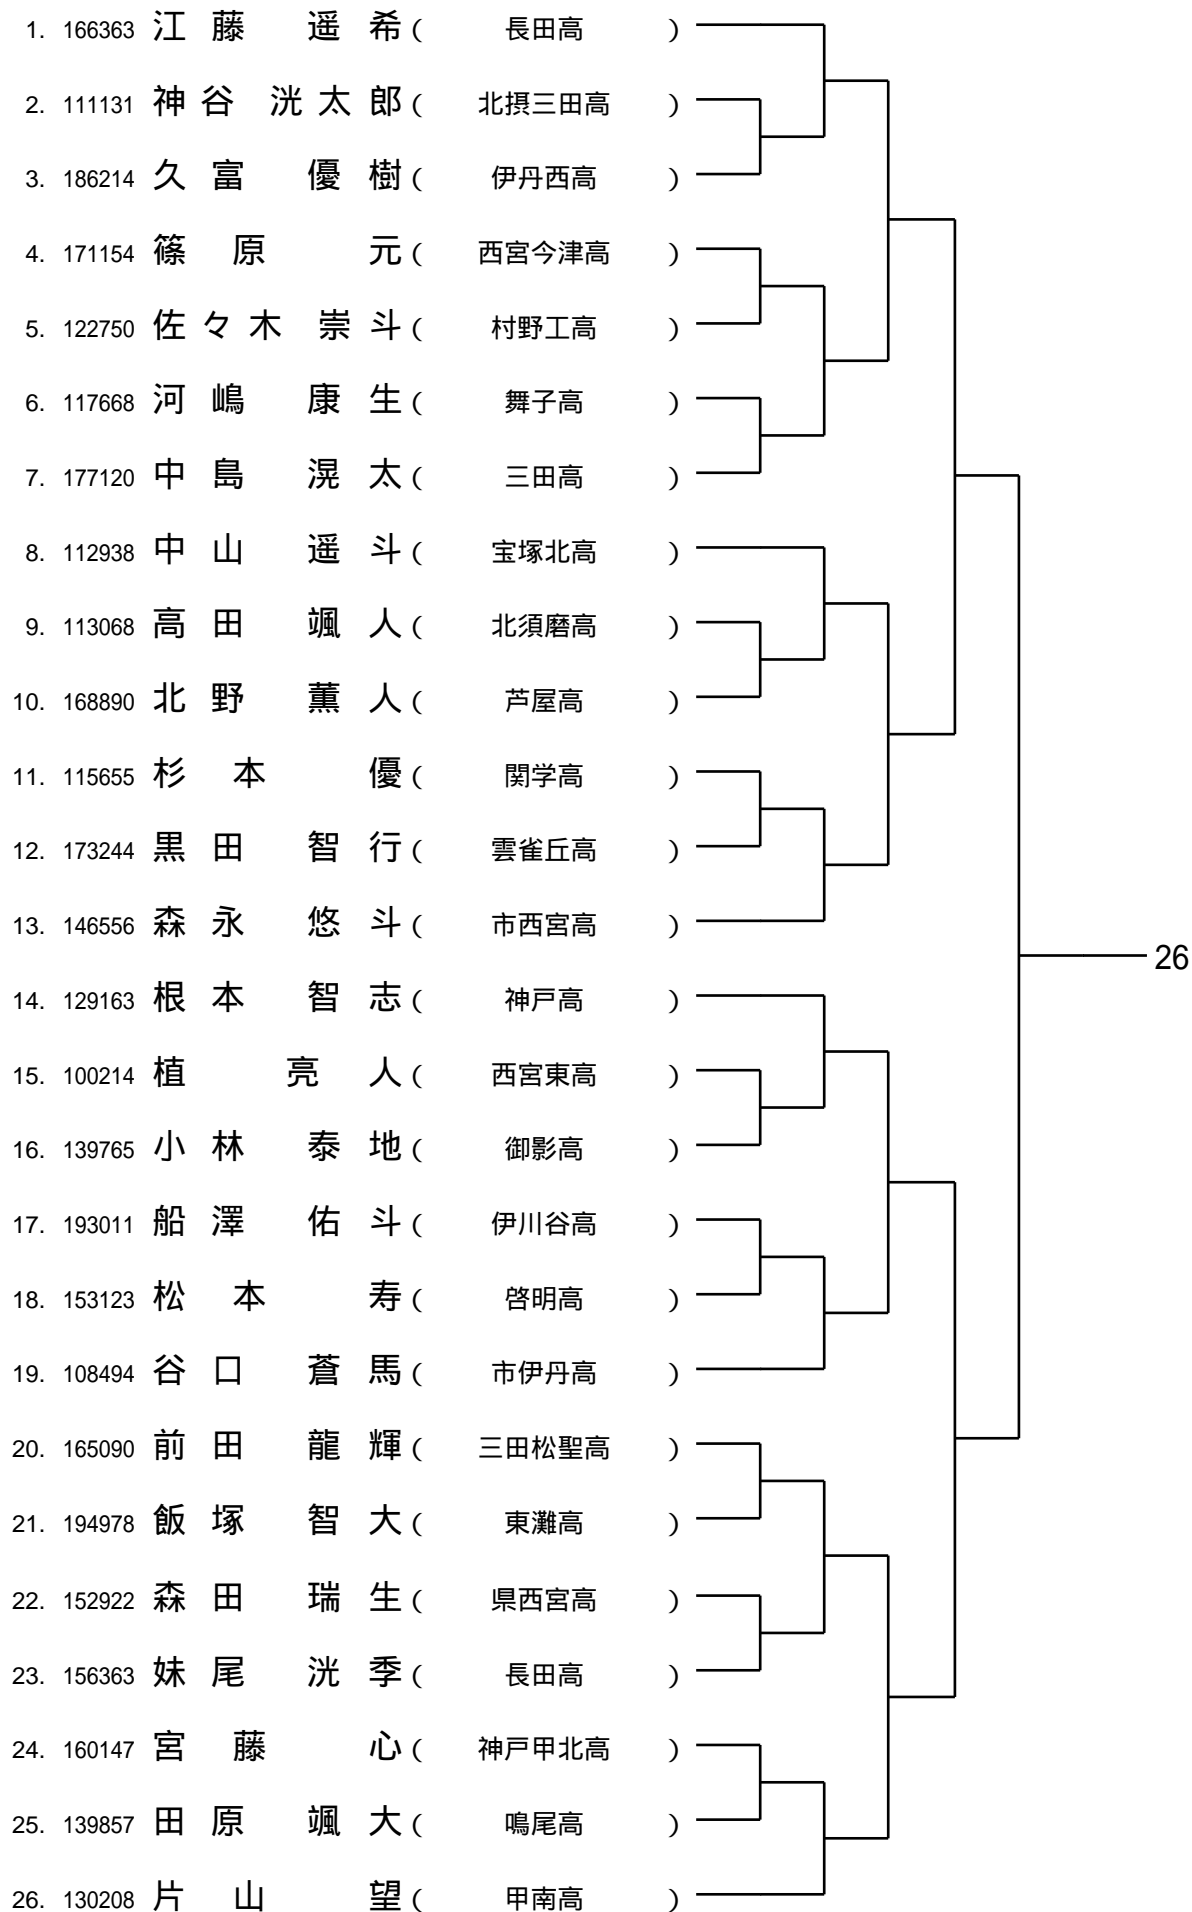 1. 166363 江藤 遥希 ( 長田高 )
2. 111131 神谷 洸太郎 ( 北摂三田高 )
3. 186214 久富 優樹 ( 伊丹西高 )
4. 171154 篠原 元 ( 西宮今津高 )
5. 122750 佐々木 崇斗 ( 村野工高 )
6. 117668 河嶋 康生 ( 舞子高 )
7. 177120 中島 滉太 ( 三田高 )
8. 112938 中山 遥斗 ( 宝塚北高 )
9. 113068 高田 颯人 ( 北須磨高 )
10. 168890 北野 薫人 ( 芦屋高 )
11. 115655 杉本 優 ( 関学高 )
12. 173244 黒田 智行 ( 雲雀丘高 )
13. 146556 森永 悠斗 ( 市西宮高 )
26
14. 129163 根本 智志 ( 神戸高 )
15. 100214 植 亮人 ( 西宮東高 )
16. 139765 小林 泰地 ( 御影高 )
17. 193011 船澤 佑斗 ( 伊川谷高 )
18. 153123 松本 寿 ( 啓明高 )
19. 108494 谷口 蒼馬 ( 市伊丹高 )
20. 165090 前田 龍輝 ( 三田松聖高 )
21. 194978 飯塚 智大 ( 東灘高 )
22. 152922 森田 瑞生 ( 県西宮高 )
23. 156363 妹尾 洸季 ( 長田高 )
24. 160147 宮藤 心 ( 神戸甲北高 )
25. 139857 田原 颯大 ( 鳴尾高 )
26. 130208 片山 望 ( 甲南高 )